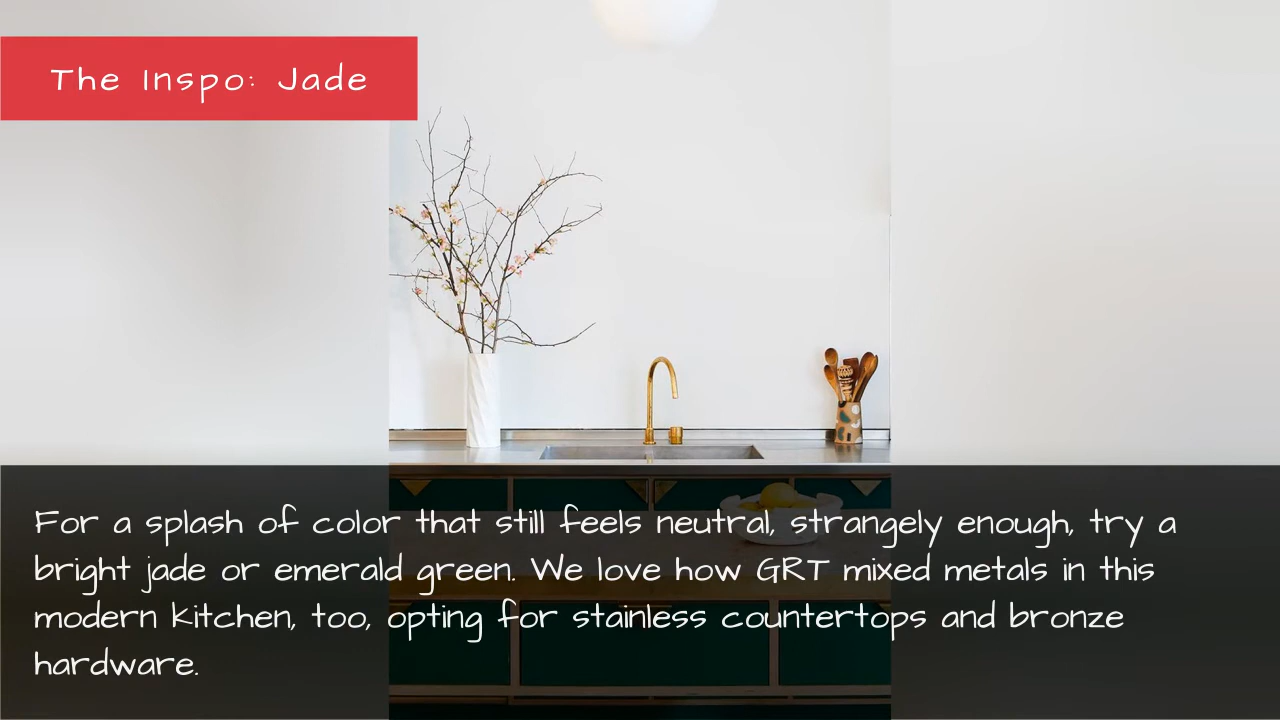 The Inspo: Jade
For a splash of color that still feels neutral, strangely enough, try a
bright jade or emerald green. We love how GRT mixed metals in this
modern kitchen, too, opting for stainless countertops and bronze
hardware.